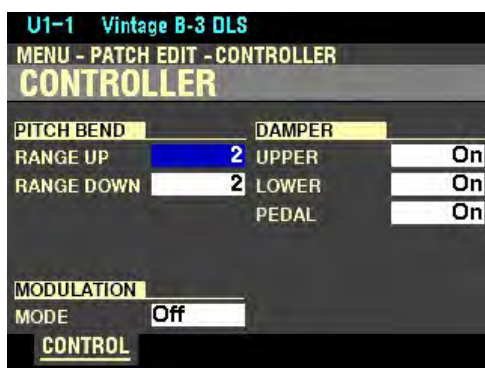 U1-1 Vintage B-3 DLS
MENU - PATCH EDIT - CONTROLLER
CONTROLLER
PITCH BEND
RANGE UP 2
RANGE DOWN 2
DAMPER
UPPER On
LOWER On
PEDAL On
MODULATION
MODE Off
CONTROL